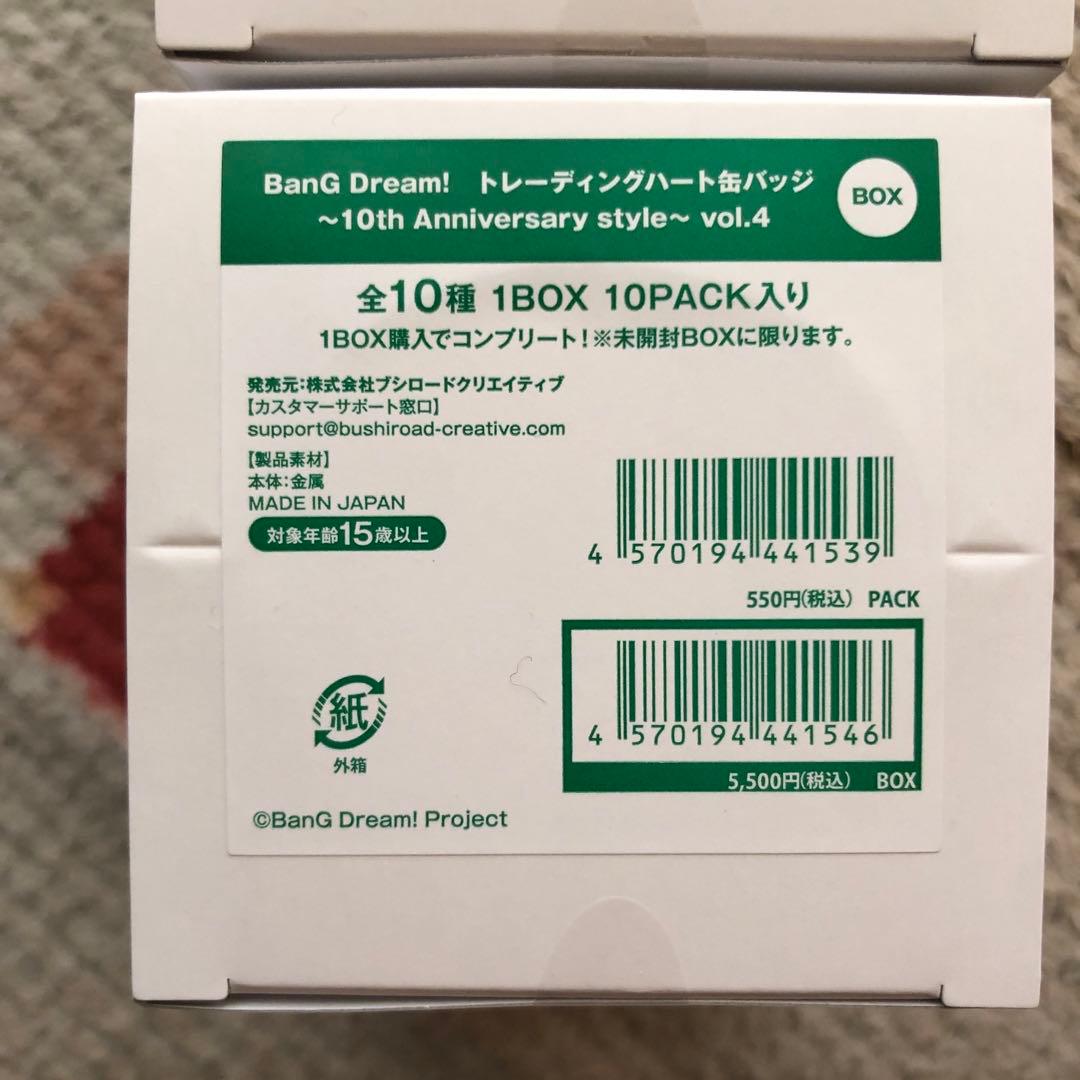 BanG Dream! トレーディングハート缶バッジ
～10th Anniversary style～ vol.4
BOX
全10種 1BOX 10PACK入り
1BOX購入でコンプリート！※未開封BOXに限ります。
発売元：株式会社ブシロードクリエイティブ
【カスタマーサポート窓口】
support@bushiroad-creative.com
【製品素材】
本体：金属
MADE IN JAPAN
対象年齢15歳以上
4 570194 441539
550円（税込） PACK
4 570194 441546
5,500円（税込） BOX
紙
外箱
©BanG Dream! Project